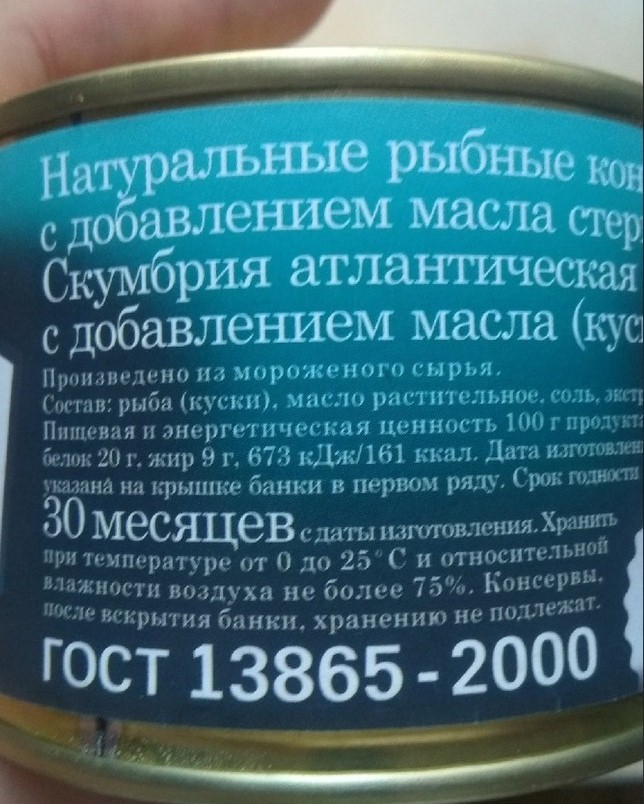 Натуральные рыбные кон
с добавлением масла стер
Скумбрия атлантическая
с добавлением масла (кус
Произведено из мороженого сырья.
Состав: рыба (куски), масло растительное, соль, экстр
Пищевая и энергетическая ценность 100 г продукт
белок 20 г, жир 9 г, 673 кДж/161 ккал. Дата изготовлен
указана на крышке банки в первом ряду. Срок годности
30 месяцев с даты изготовления. Хранить
при температуре от 0 до 25°С и относительной
влажности воздуха не более 75%. Консервы,
после вскрытия банки, хранению не подлежат.
ГОСТ 13865-2000